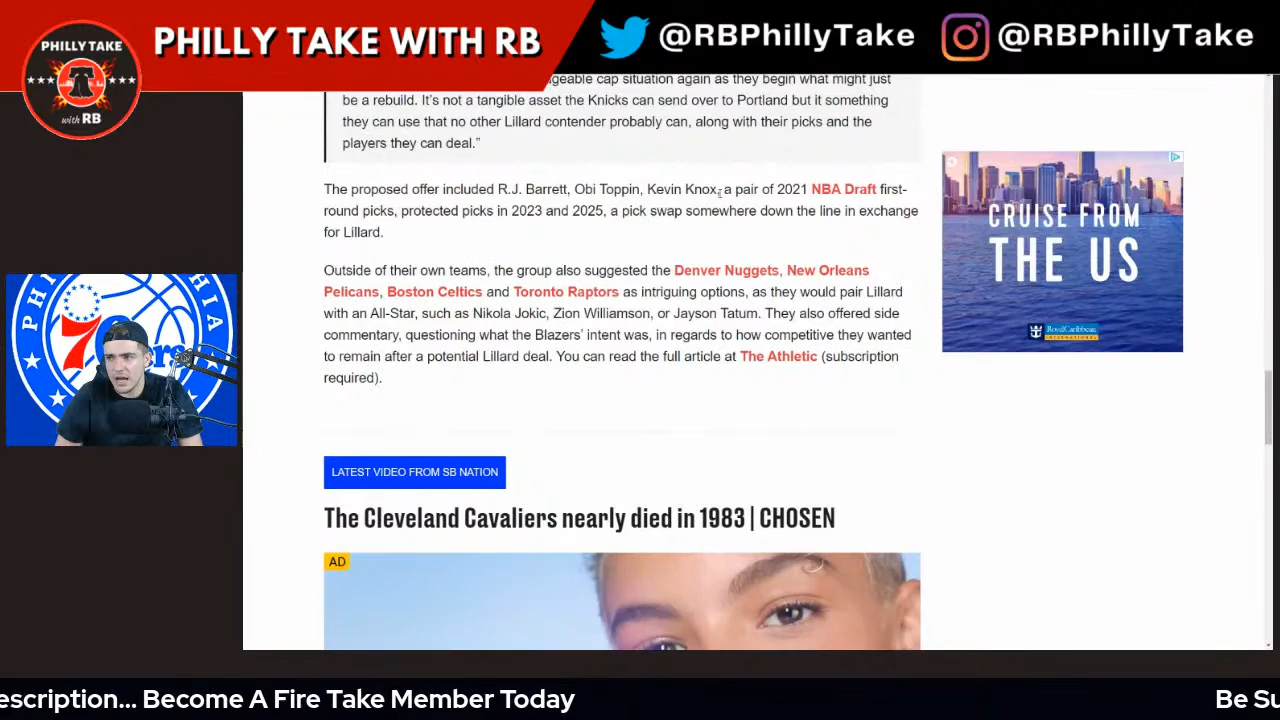 PHILLY TAKE
with RB
PHILLY TAKE WITH RB
@RBPhillyTake
@RBPhillyTake
geable cap situation again as they begin what might just
be a rebuild. It's not a tangible asset the Knicks can send over to Portland but it something
they can use that no other Lillard contender probably can, along with their picks and the
players they can deal.”
The proposed offer included R.J. Barrett, Obi Toppin, Kevin Knox, a pair of 2021 NBA Draft first-
round picks, protected picks in 2023 and 2025, a pick swap somewhere down the line in exchange
for Lillard.
Outside of their own teams, the group also suggested the Denver Nuggets, New Orleans
Pelicans, Boston Celtics and Toronto Raptors as intriguing options, as they would pair Lillard
with an All-Star, such as Nikola Jokic, Zion Williamson, or Jayson Tatum. They also offered side
commentary, questioning what the Blazers’ intent was, in regards to how competitive they wanted
to remain after a potential Lillard deal. You can read the full article at The Athletic (subscription
required).
CRUISE FROM
THE US
RoyalCaribbean
INTERNATIONAL
LATEST VIDEO FROM SB NATION
The Cleveland Cavaliers nearly died in 1983 | CHOSEN
AD
escription... Become A Fire Take Member Today
Be Su